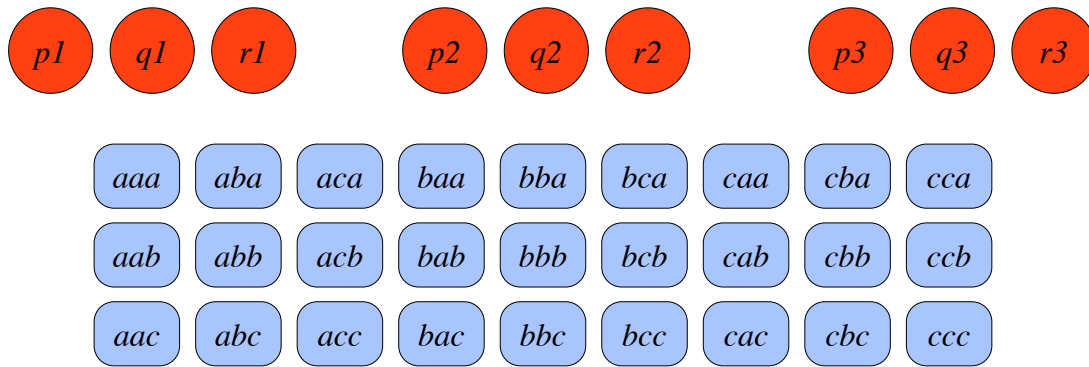 p1 q1 r1 p2 q2 r2 p3 q3 r3
aaa aba aca baa bba bca caa cba cca
aab abb acb bab bbb bcb cab cbb ccb
aac abc acc bac bbc bcc cac cbc ccc